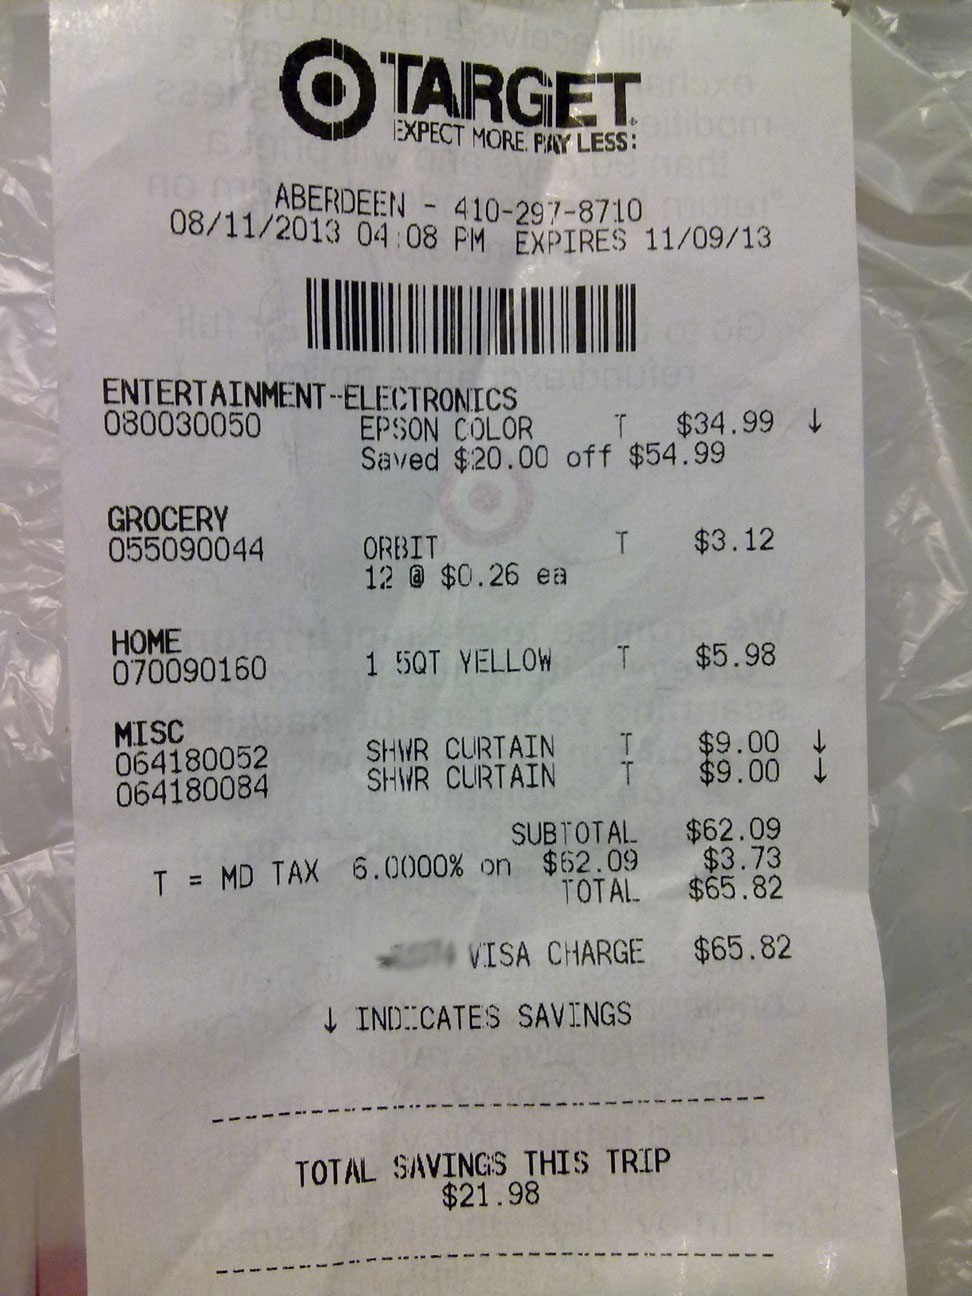 TARGET
EXPECT MORE. PAY LESS.
ABERDEEN - 410-297-8710
08/11/2013 04:08 PM EXPIRES 11/09/13
ENTERTAINMENT-ELECTRONICS
080030050 EPSON COLOR T $34.99 ↓
Saved $20.00 off $54.99
GROCERY
055090044 ORBIT T $3.12
12 @ $0.26 ea
HOME
070090160 1 5QT YELLOW T $5.98
MISC
064180052 SHWR CURTAIN T $9.00 ↓
064180084 SHWR CURTAIN T $9.00 ↓
SUBTOTAL $62.09
T = MD TAX 6.0000% on $62.09 $3.73
TOTAL $65.82
VISA CHARGE $65.82
↓ INDICATES SAVINGS
TOTAL SAVINGS THIS TRIP
$21.98